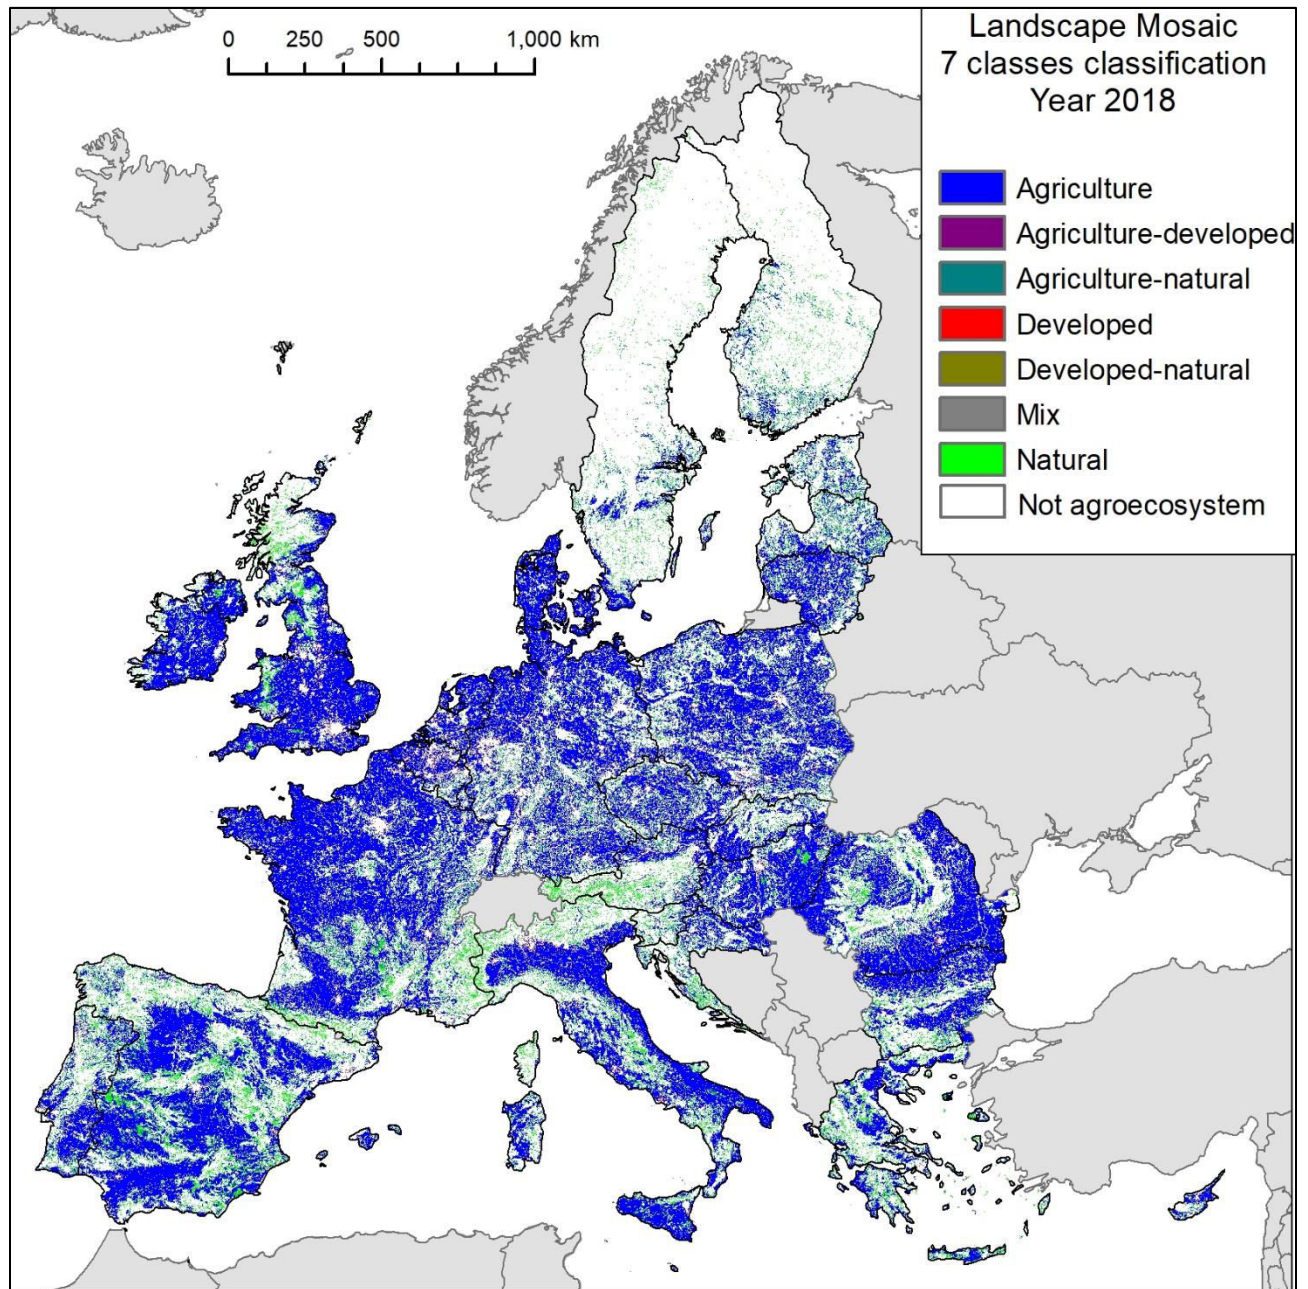 0 250 500 1,000 km
Landscape Mosaic
7 classes classification
Year 2018
Agriculture
Agriculture-developed
Agriculture-natural
Developed
Developed-natural
Mix
Natural
Not agroecosystem